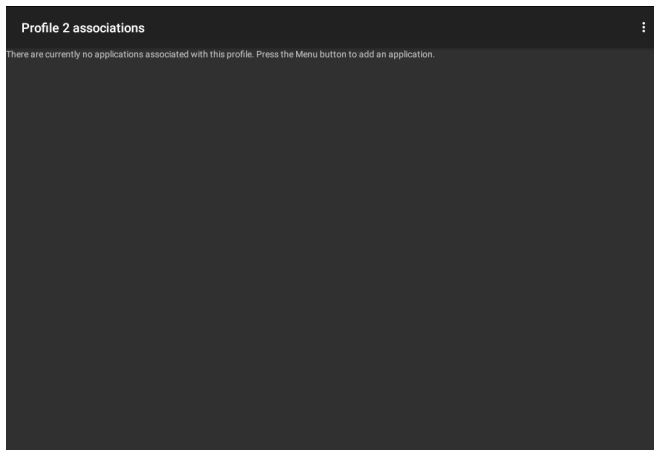 Profile 2 associations
There are currently no applications associated with this profile. Press the Menu button to add an application.